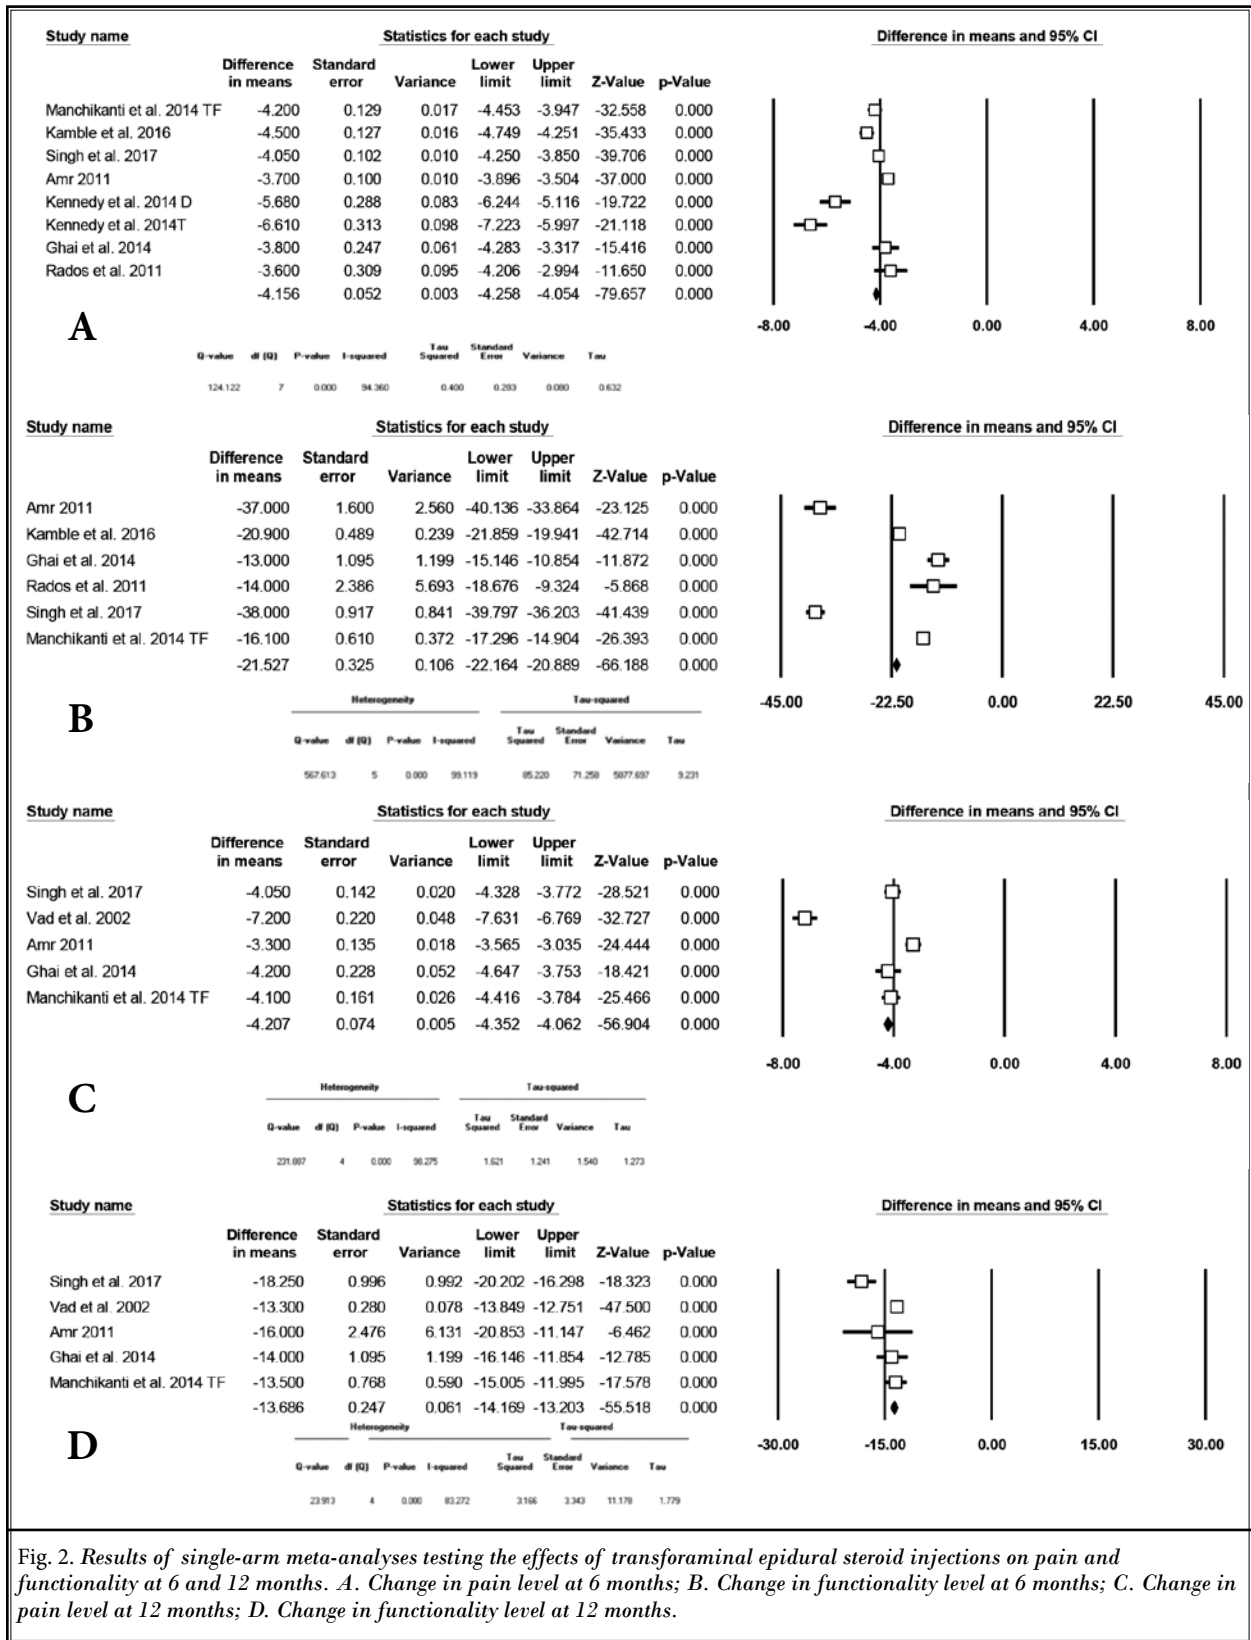 Study name Statistics for each study Difference in means and 95% CI
Difference in means Standard error Variance Lower limit Upper limit Z-Value p-Value
Manchikanti et al. 2014 TF -4.200 0.129 0.017 -4.453 -3.947 -32.558 0.000
Kamble et al. 2016 -4.500 0.127 0.016 -4.749 -4.251 -35.433 0.000
Singh et al. 2017 -4.050 0.102 0.010 -4.250 -3.850 -39.706 0.000
Amr 2011 -3.700 0.100 0.010 -3.896 -3.504 -37.000 0.000
Kennedy et al. 2014 D -5.680 0.288 0.083 -6.244 -5.116 -19.722 0.000
Kennedy et al. 2014T -6.610 0.313 0.098 -7.223 -5.997 -21.118 0.000
Ghai et al. 2014 -3.800 0.247 0.061 -4.283 -3.317 -15.416 0.000
Rados et al. 2011 -3.600 0.309 0.095 -4.206 -2.994 -11.650 0.000
-4.156 0.052 0.003 -4.258 -4.054 -79.657 0.000
-8.00 -4.00 0.00 4.00 8.00
A
Q-value df (Q) P-value I-squared Tau Squared Standard Error Variance Tau
124.122 7 0.000 94.360 0.400 0.283 0.080 0.632
Study name Statistics for each study Difference in means and 95% CI
Difference in means Standard error Variance Lower limit Upper limit Z-Value p-Value
Amr 2011 -37.000 1.600 2.560 -40.136 -33.864 -23.125 0.000
Kamble et al. 2016 -20.900 0.489 0.239 -21.859 -19.941 -42.714 0.000
Ghai et al. 2014 -13.000 1.095 1.199 -15.146 -10.854 -11.872 0.000
Rados et al. 2011 -14.000 2.386 5.693 -18.676 -9.324 -5.868 0.000
Singh et al. 2017 -38.000 0.917 0.841 -39.797 -36.203 -41.439 0.000
Manchikanti et al. 2014 TF -16.100 0.610 0.372 -17.296 -14.904 -26.393 0.000
-21.527 0.325 0.106 -22.164 -20.889 -66.188 0.000
-45.00 -22.50 0.00 22.50 45.00
B
Heterogeneity Tau-squared
Q-value df (Q) P-value I-squared Tau Squared Standard Error Variance Tau
567.613 5 0.000 99.119 85.220 71.258 5077.697 9.231
Study name Statistics for each study Difference in means and 95% CI
Difference in means Standard error Variance Lower limit Upper limit Z-Value p-Value
Singh et al. 2017 -4.050 0.142 0.020 -4.328 -3.772 -28.521 0.000
Vad et al. 2002 -7.200 0.220 0.048 -7.631 -6.769 -32.727 0.000
Amr 2011 -3.300 0.135 0.018 -3.565 -3.035 -24.444 0.000
Ghai et al. 2014 -4.200 0.228 0.052 -4.647 -3.753 -18.421 0.000
Manchikanti et al. 2014 TF -4.100 0.161 0.026 -4.416 -3.784 -25.466 0.000
-4.207 0.074 0.005 -4.352 -4.062 -56.904 0.000
-8.00 -4.00 0.00 4.00 8.00
C
Heterogeneity Tau-squared
Q-value df (Q) P-value I-squared Tau Squared Standard Error Variance Tau
231.887 4 0.000 98.275 1.621 1.241 1.540 1.273
Study name Statistics for each study Difference in means and 95% CI
Difference in means Standard error Variance Lower limit Upper limit Z-Value p-Value
Singh et al. 2017 -18.250 0.996 0.992 -20.202 -16.298 -18.323 0.000
Vad et al. 2002 -13.300 0.280 0.078 -13.849 -12.751 -47.500 0.000
Amr 2011 -16.000 2.476 6.131 -20.853 -11.147 -6.462 0.000
Ghai et al. 2014 -14.000 1.095 1.199 -16.146 -11.854 -12.785 0.000
Manchikanti et al. 2014 TF -13.500 0.768 0.590 -15.005 -11.995 -17.578 0.000
-13.686 0.247 0.061 -14.169 -13.203 -55.518 0.000
-30.00 -15.00 0.00 15.00 30.00
D
Heterogeneity Tau-squared
Q-value df (Q) P-value I-squared Tau Squared Standard Error Variance Tau
23.913 4 0.000 83.272 3.166 3.343 11.178 1.779
Fig. 2. Results of single-arm meta-analyses testing the effects of transforaminal epidural steroid injections on pain and
functionality at 6 and 12 months. A. Change in pain level at 6 months; B. Change in functionality level at 6 months; C. Change in
pain level at 12 months; D. Change in functionality level at 12 months.